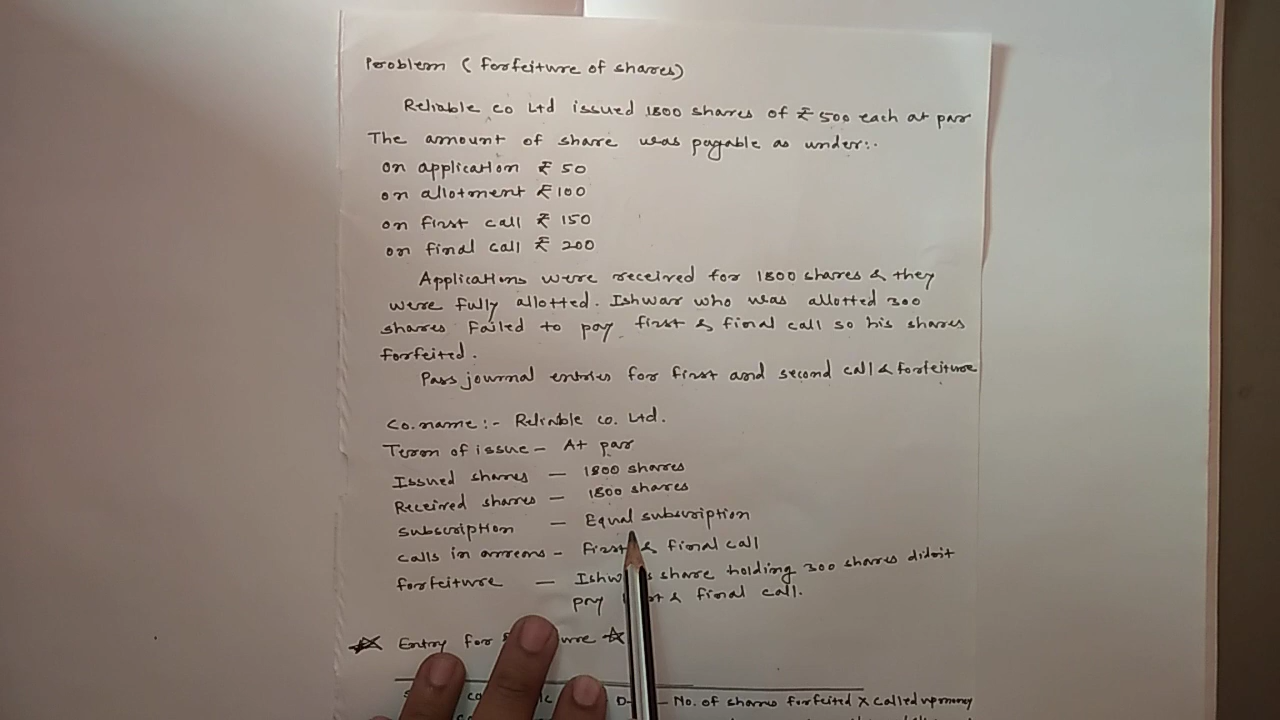 Problem ( forfeiture of shares)
Reliable co Ltd issued 1800 shares of ₹ 500 each at par
The amount of share was payable as under:-
on application ₹ 50
on allotment ₹ 100
on first call ₹ 150
on final call ₹ 200
Applications were received for 1800 shares & they
were fully allotted. Ishwar who was allotted 300
shares failed to pay first & final call so his shares
forfeited.
Pass journal entries for first and second call & forfeiture
Co. name :- Reliable co. Ltd.
Term of issue - At par
Issued shares - 1800 shares
Received shares - 1800 shares
subscription - Equal subscription
calls in arrears - First & final call
forfeiture - share holding 300 shares didn't
pay & final call.
Entry for
No. of shares forfeited x called up money